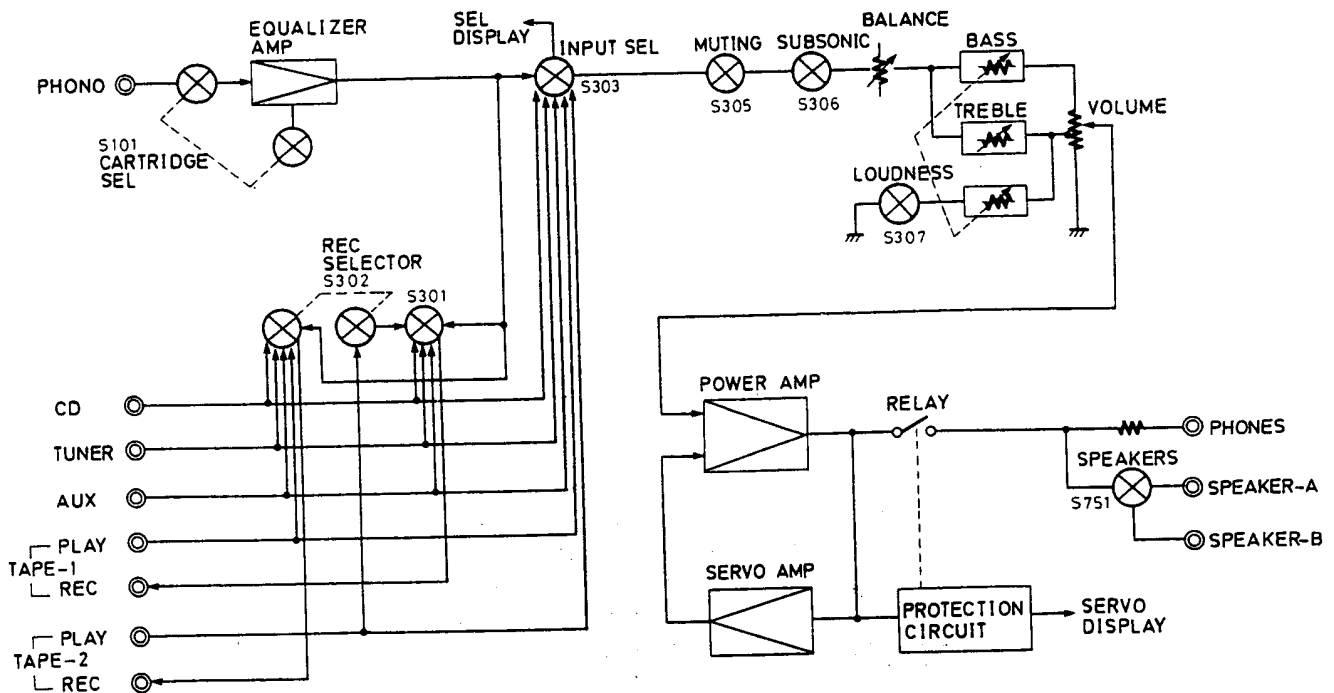 EQUALIZER
AMP
PHONO
S101
CARTRIDGE
SEL
SEL
DISPLAY
INPUT SEL
S303
MUTING
S305
SUBSONIC
S306
BALANCE
BASS
TREBLE
VOLUME
LOUDNESS
S307
REC
SELECTOR
S302
S301
CD
TUNER
AUX
PLAY
TAPE-1
REC
PLAY
TAPE-2
REC
POWER AMP
RELAY
PHONES
SPEAKERS
S751
SPEAKER-A
SPEAKER-B
SERVO AMP
PROTECTION
CIRCUIT
SERVO
DISPLAY